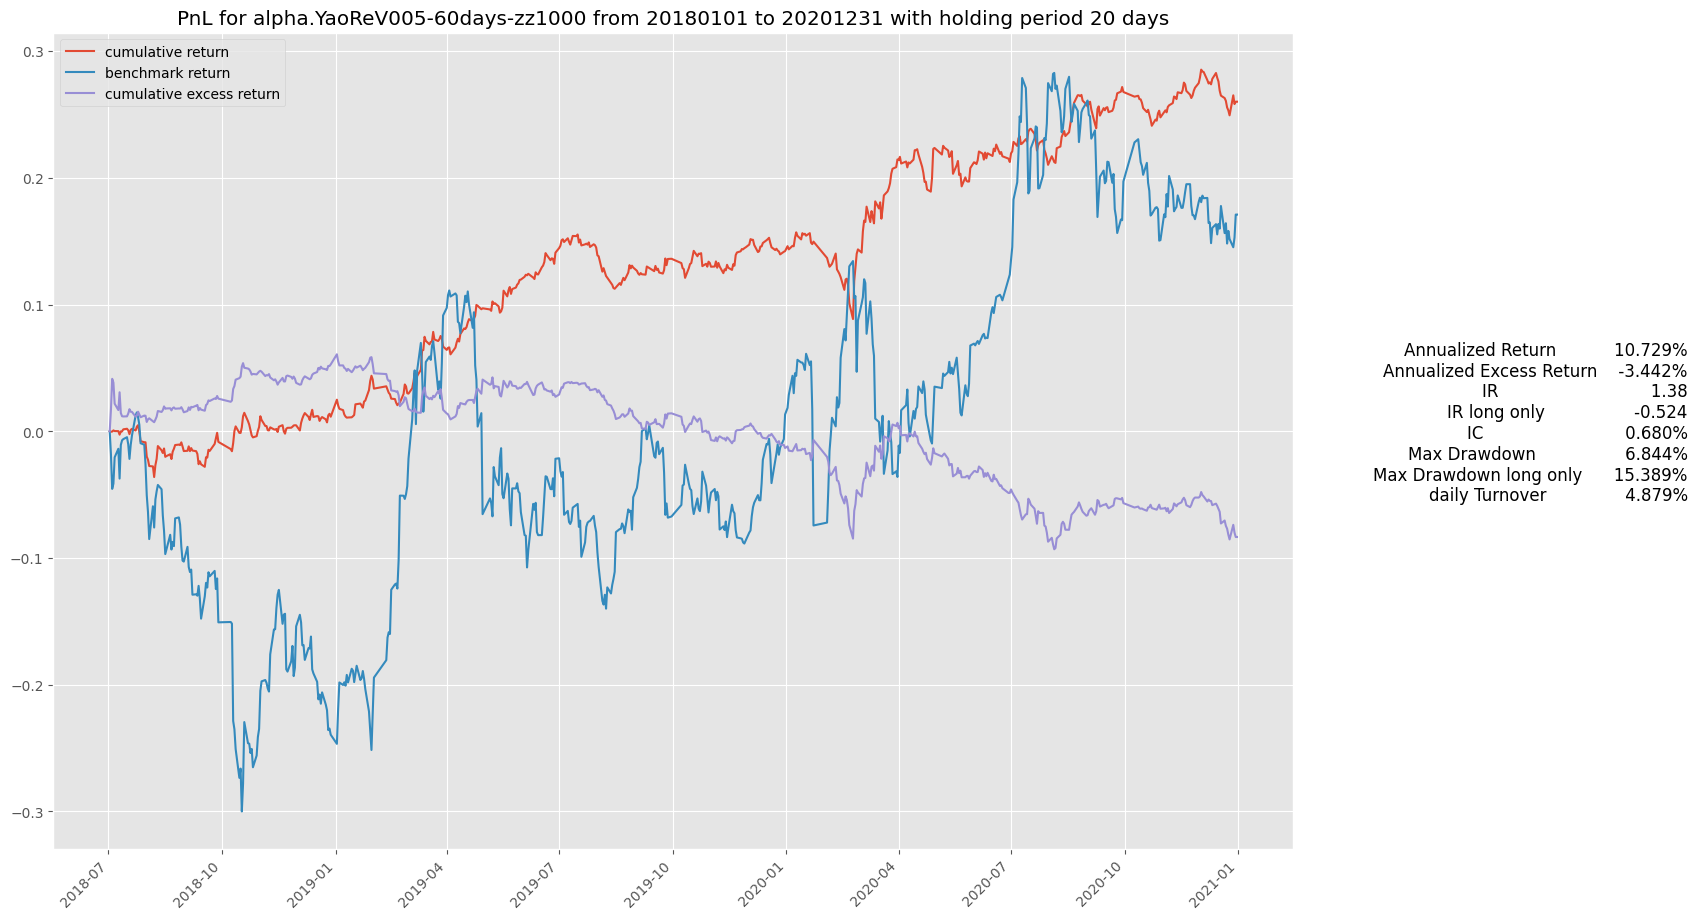 PnL for alpha.YaoReV005-60days-zz1000 from 20180101 to 20201231 with holding period 20 days
cumulative return
benchmark return
cumulative excess return
0.3
0.2
0.1
0.0
−0.1
−0.2
−0.3
2018-07
2018-10
2019-01
2019-04
2019-07
2019-10
2020-01
2020-04
2020-07
2020-10
2021-01
Annualized Return 10.729%
Annualized Excess Return -3.442%
IR 1.38
IR long only -0.524
IC 0.680%
Max Drawdown 6.844%
Max Drawdown long only 15.389%
daily Turnover 4.879%